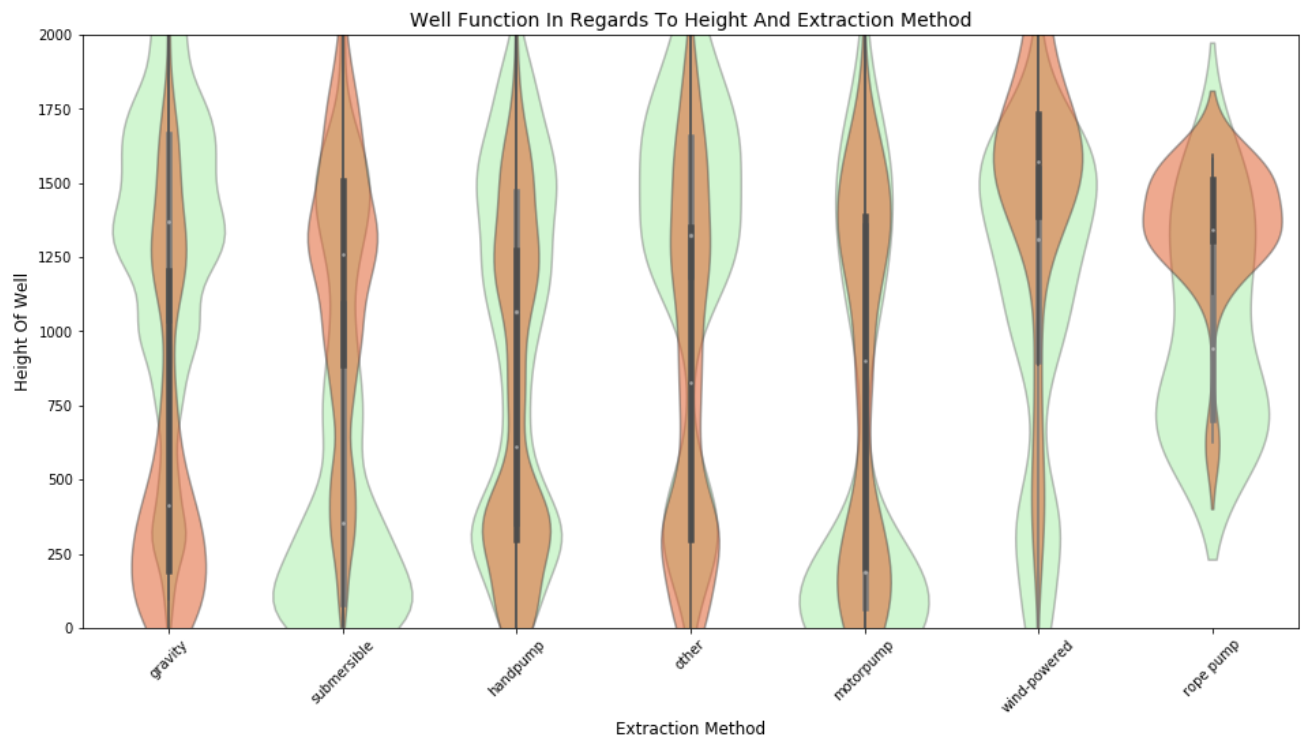 Well Function In Regards To Height And Extraction Method
2000
1750
1500
1250
1000
750
500
250
0
Height Of Well
gravity
submersible
handpump
other
motorpump
wind-powered
rope pump
Extraction Method